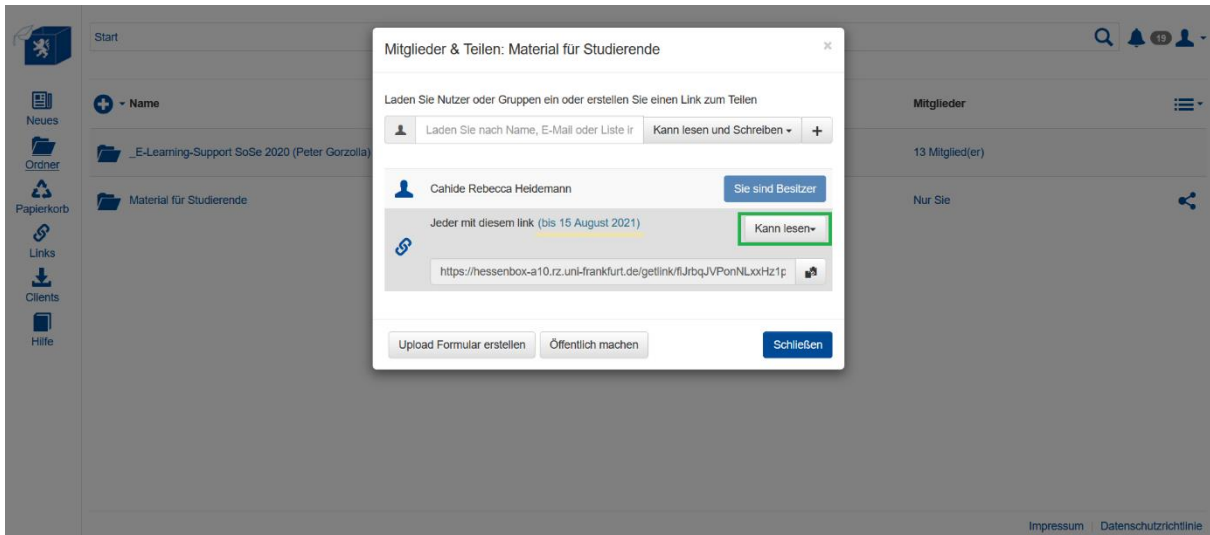 Start
19
Neues
Ordner
Papierkorb
Links
Clients
Hilfe
Name
Mitglieder
_E-Learning-Support SoSe 2020 (Peter Gorzolla)
13 Mitglied(er)
Material für Studierende
Nur Sie
Mitglieder & Teilen: Material für Studierende
×
Laden Sie Nutzer oder Gruppen ein oder erstellen Sie einen Link zum Teilen
Laden Sie nach Name, E-Mail oder Liste ir
Kann lesen und Schreiben
+
Cahide Rebecca Heidemann
Sie sind Besitzer
Jeder mit diesem link (bis 15 August 2021)
Kann lesen
https://hessenbox-a10.rz.uni-frankfurt.de/getlink/fiJrbqJVPonNLxxHz1p
Upload Formular erstellen
Öffentlich machen
Schließen
Impressum | Datenschutzrichtlinie